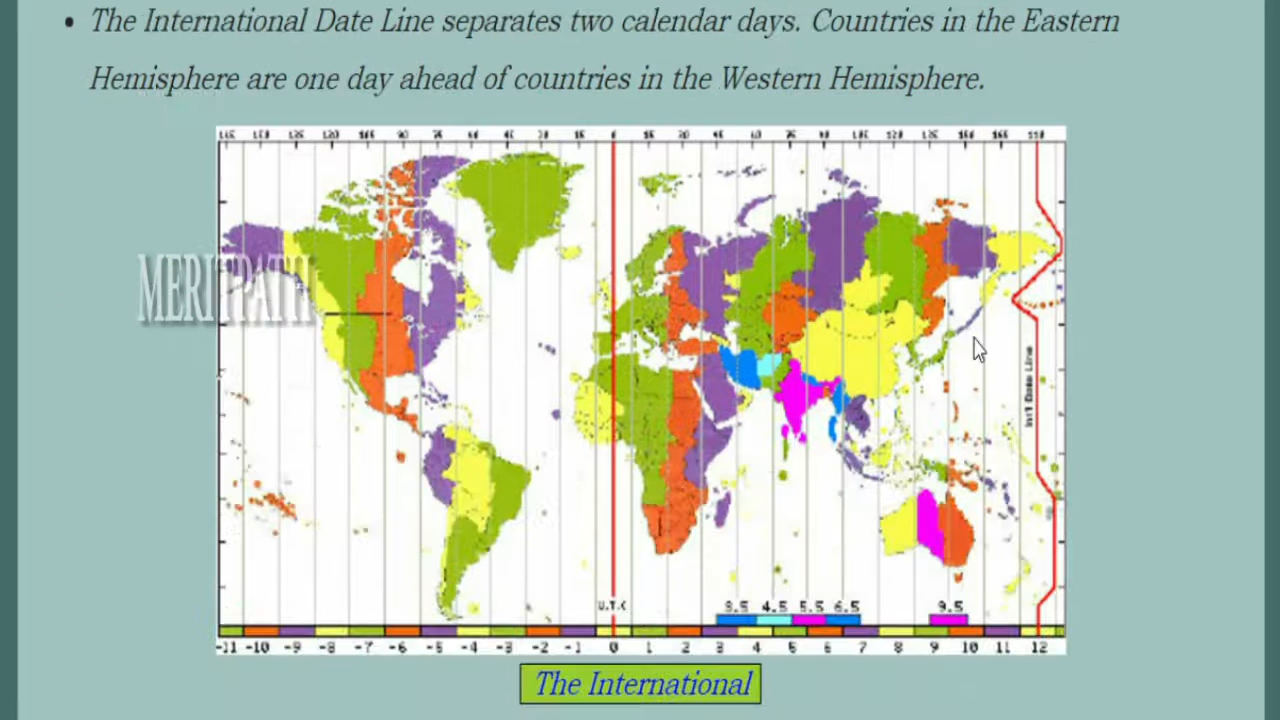 • The International Date Line separates two calendar days. Countries in the Eastern
Hemisphere are one day ahead of countries in the Western Hemisphere.
MERITPATH
Int'l Date Line
U.T.C
3.5 4.5 5.5 6.5 9.5
-11 -10 -9 -8 -7 -6 -5 -4 -3 -2 -1 0 1 2 3 4 5 6 7 8 9 10 11 12
The International